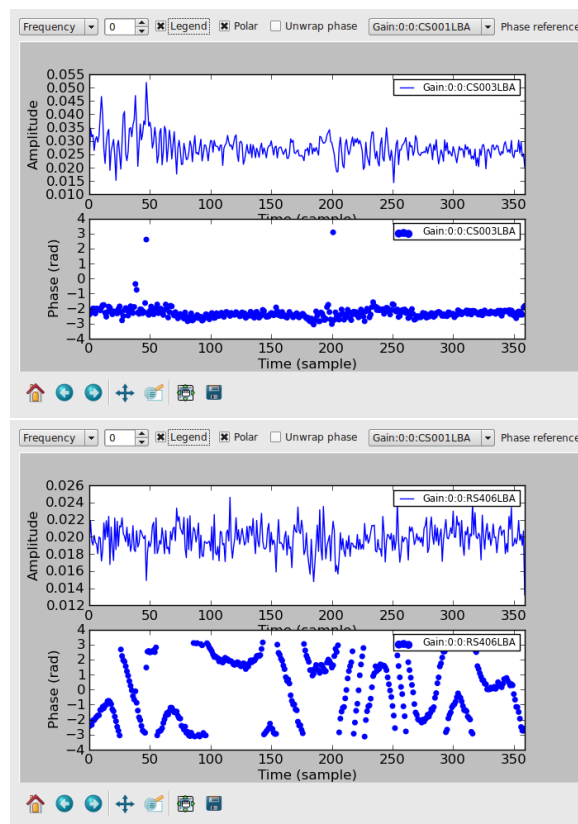 Frequency 0 Legend Polar Unwrap phase Gain:0:0:CS001LBA Phase reference
0.055
0.050
0.045
0.040
0.035
0.030
0.025
0.020
0.015
0.010
Amplitude
Gain:0:0:CS003LBA
0 50 100 150 200 250 300 350
Time (sample)
4
3
2
1
0
−1
−2
−3
−4
Phase (rad)
Gain:0:0:CS003LBA
0 50 100 150 200 250 300 350
Time (sample)
Frequency 0 Legend Polar Unwrap phase Gain:0:0:CS001LBA Phase reference
0.026
0.024
0.022
0.020
0.018
0.016
0.014
0.012
Amplitude
Gain:0:0:RS406LBA
0 50 100 150 200 250 300 350
Time (sample)
4
3
2
1
0
−1
−2
−3
−4
Phase (rad)
Gain:0:0:RS406LBA
0 50 100 150 200 250 300 350
Time (sample)